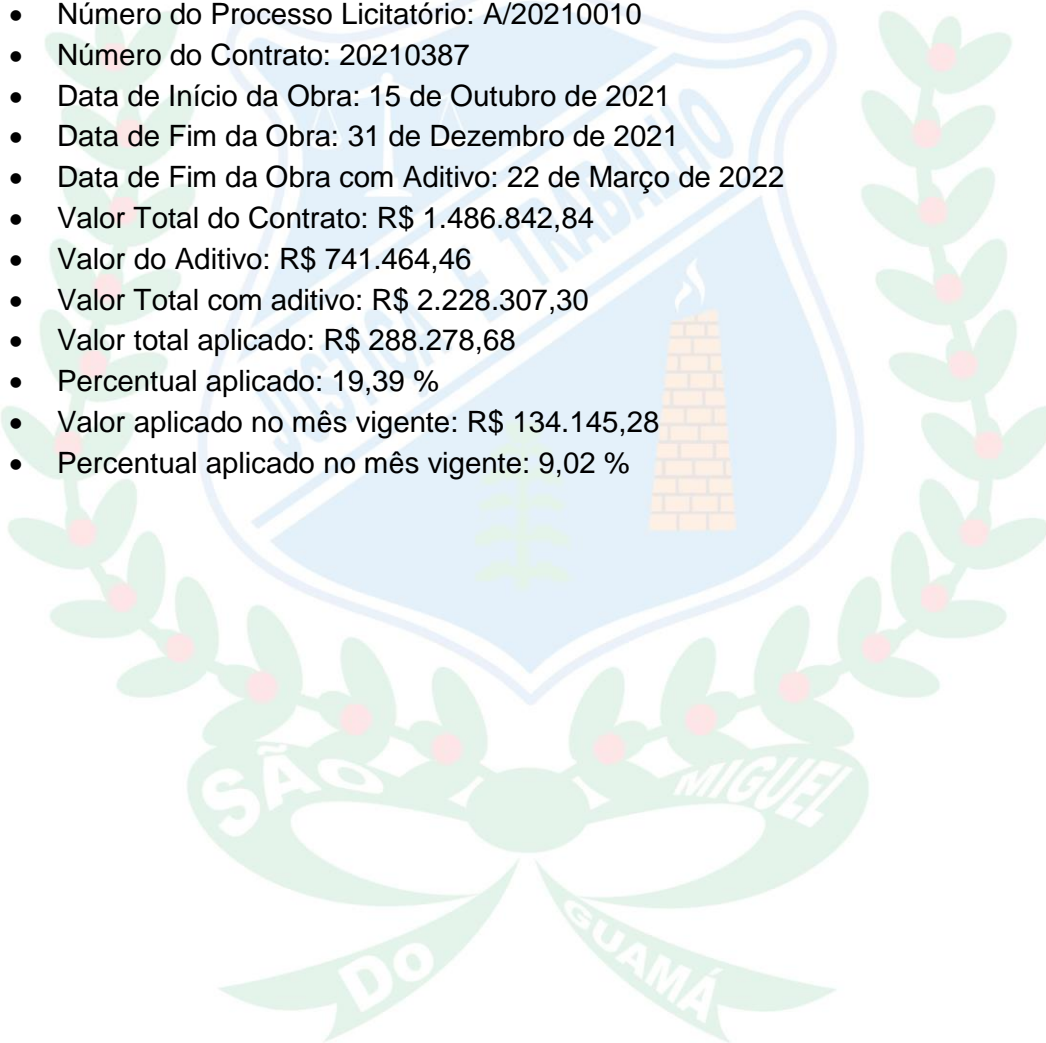 • Número do Processo Licitatório: A/20210010
• Número do Contrato: 20210387
• Data de Início da Obra: 15 de Outubro de 2021
• Data de Fim da Obra: 31 de Dezembro de 2021
• Data de Fim da Obra com Aditivo: 22 de Março de 2022
• Valor Total do Contrato: R$ 1.486.842,84
• Valor do Aditivo: R$ 741.464,46
• Valor Total com aditivo: R$ 2.228.307,30
• Valor total aplicado: R$ 288.278,68
• Percentual aplicado: 19,39 %
• Valor aplicado no mês vigente: R$ 134.145,28
• Percentual aplicado no mês vigente: 9,02 %
JUSTIÇA E TRABALHO
SÃO MIGUEL
DO GUAMÁ